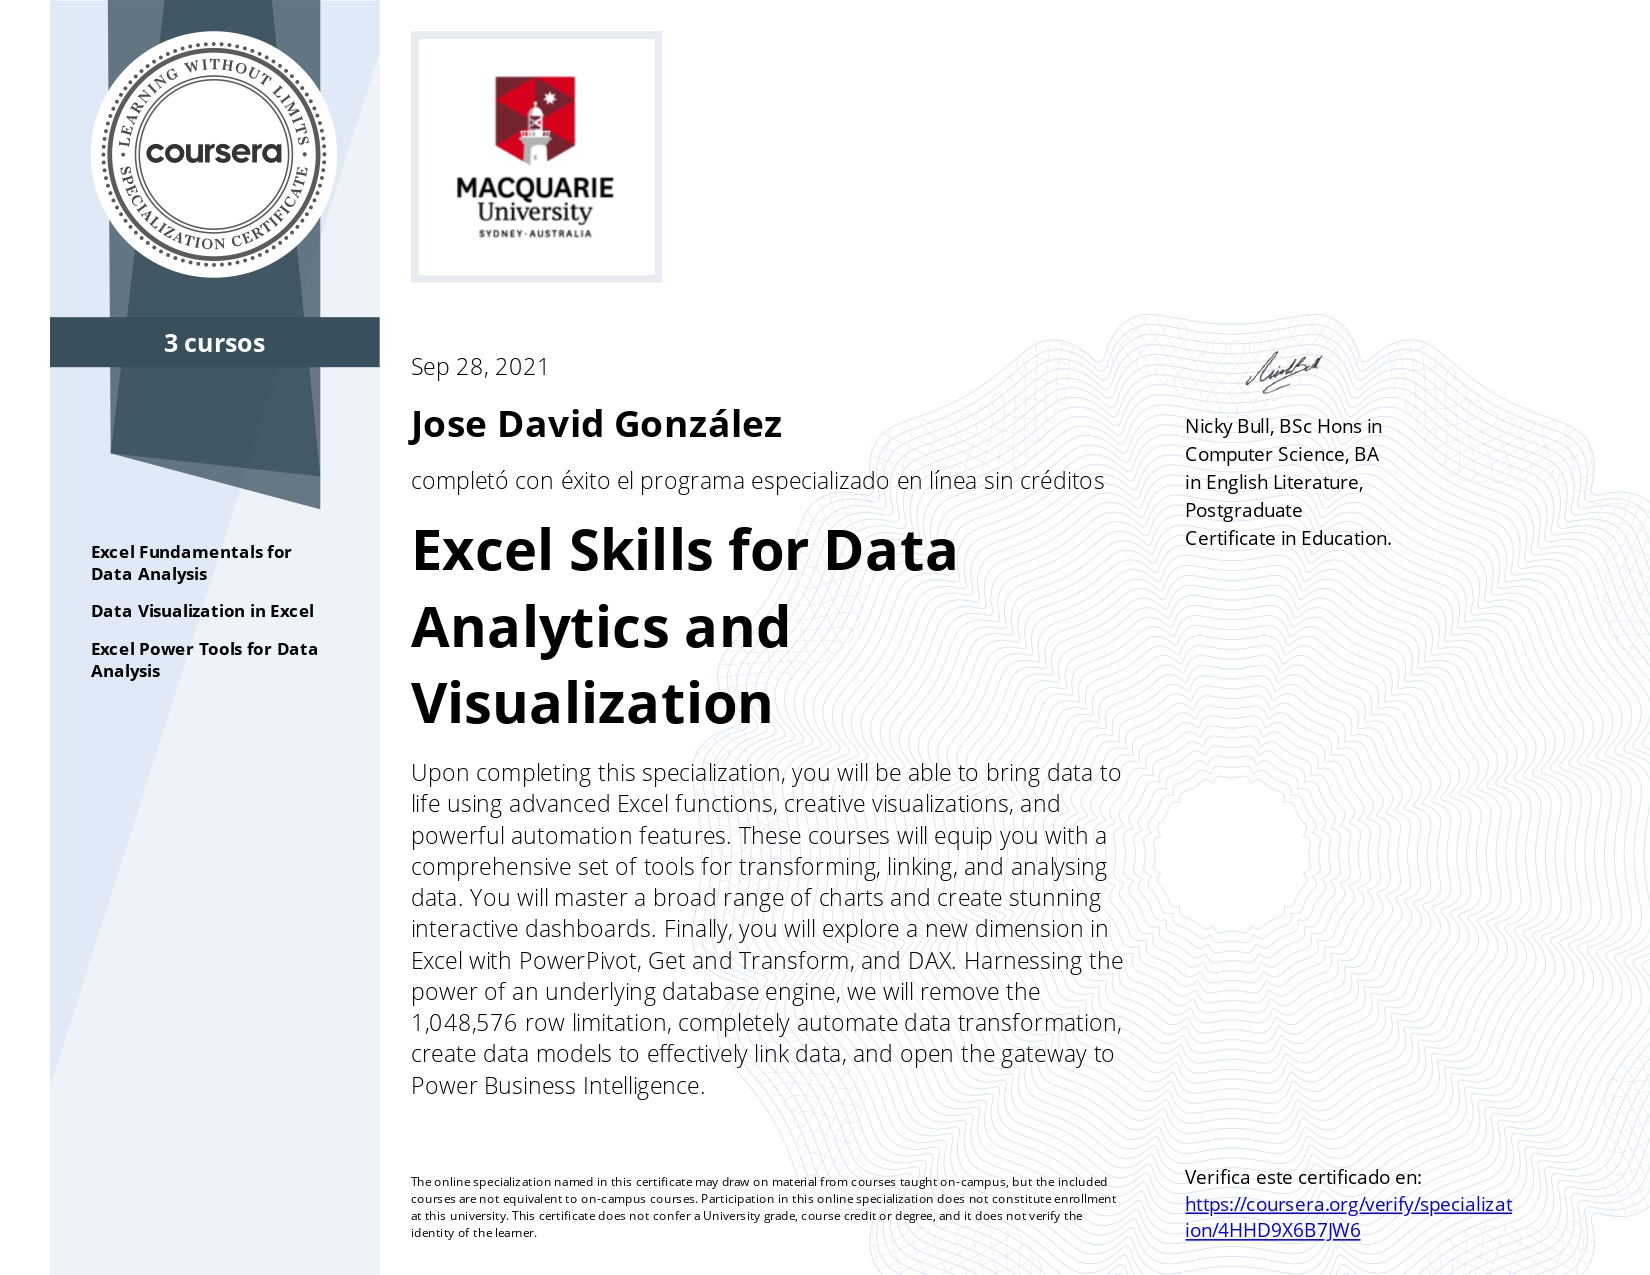 LEARNING WITHOUT LIMITS
coursera
SPECIALIZATION CERTIFICATE
3 cursos
Excel Fundamentals for
Data Analysis
Data Visualization in Excel
Excel Power Tools for Data
Analysis
MACQUARIE
University
SYDNEY·AUSTRALIA
Sep 28, 2021
Jose David González
completó con éxito el programa especializado en línea sin créditos
Excel Skills for Data
Analytics and
Visualization
Upon completing this specialization, you will be able to bring data to
life using advanced Excel functions, creative visualizations, and
powerful automation features. These courses will equip you with a
comprehensive set of tools for transforming, linking, and analysing
data. You will master a broad range of charts and create stunning
interactive dashboards. Finally, you will explore a new dimension in
Excel with PowerPivot, Get and Transform, and DAX. Harnessing the
power of an underlying database engine, we will remove the
1,048,576 row limitation, completely automate data transformation,
create data models to effectively link data, and open the gateway to
Power Business Intelligence.
The online specialization named in this certificate may draw on material from courses taught on-campus, but the included
courses are not equivalent to on-campus courses. Participation in this online specialization does not constitute enrollment
at this university. This certificate does not confer a University grade, course credit or degree, and it does not verify the
identity of the learner.
Nicky Bull, BSc Hons in
Computer Science, BA
in English Literature,
Postgraduate
Certificate in Education.
Verifica este certificado en:
https://coursera.org/verify/specializat
ion/4HHD9X6B7JW6